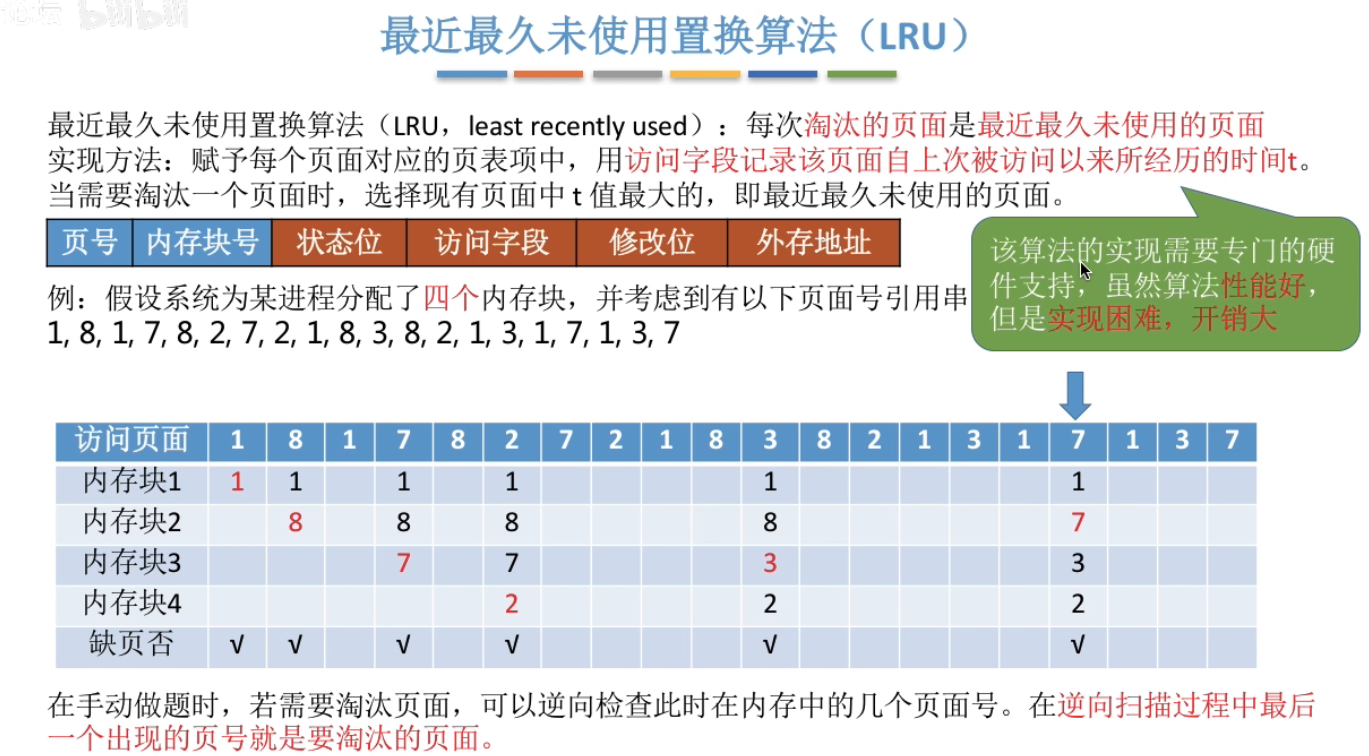 最近最久未使用置换算法（LRU）
最近最久未使用置换算法（LRU，least recently used）：每次淘汰的页面是最近最久未使用的页面
实现方法：赋予每个页面对应的页表项中，用访问字段记录该页面自上次被访问以来所经历的时间t。
当需要淘汰一个页面时，选择现有页面中 t 值最大的，即最近最久未使用的页面。
页号 内存块号 状态位 访问字段 修改位 外存地址
该算法的实现需要专门的硬
件支持，虽然算法性能好，
但是实现困难，开销大
例：假设系统为某进程分配了四个内存块，并考虑到有以下页面号引用串
1, 8, 1, 7, 8, 2, 7, 2, 1, 8, 3, 8, 2, 1, 3, 1, 7, 1, 3, 7
访问页面 1 8 1 7 8 2 7 2 1 8 3 8 2 1 3 1 7 1 3 7
内存块1 1 1 1 1 1 1
内存块2 8 8 8 8 7
内存块3 7 7 3 3
内存块4 2 2 2
缺页否 √ √ √ √ √ √
在手动做题时，若需要淘汰页面，可以逆向检查此时在内存中的几个页面号。在逆向扫描过程中最后
一个出现的页号就是要淘汰的页面。